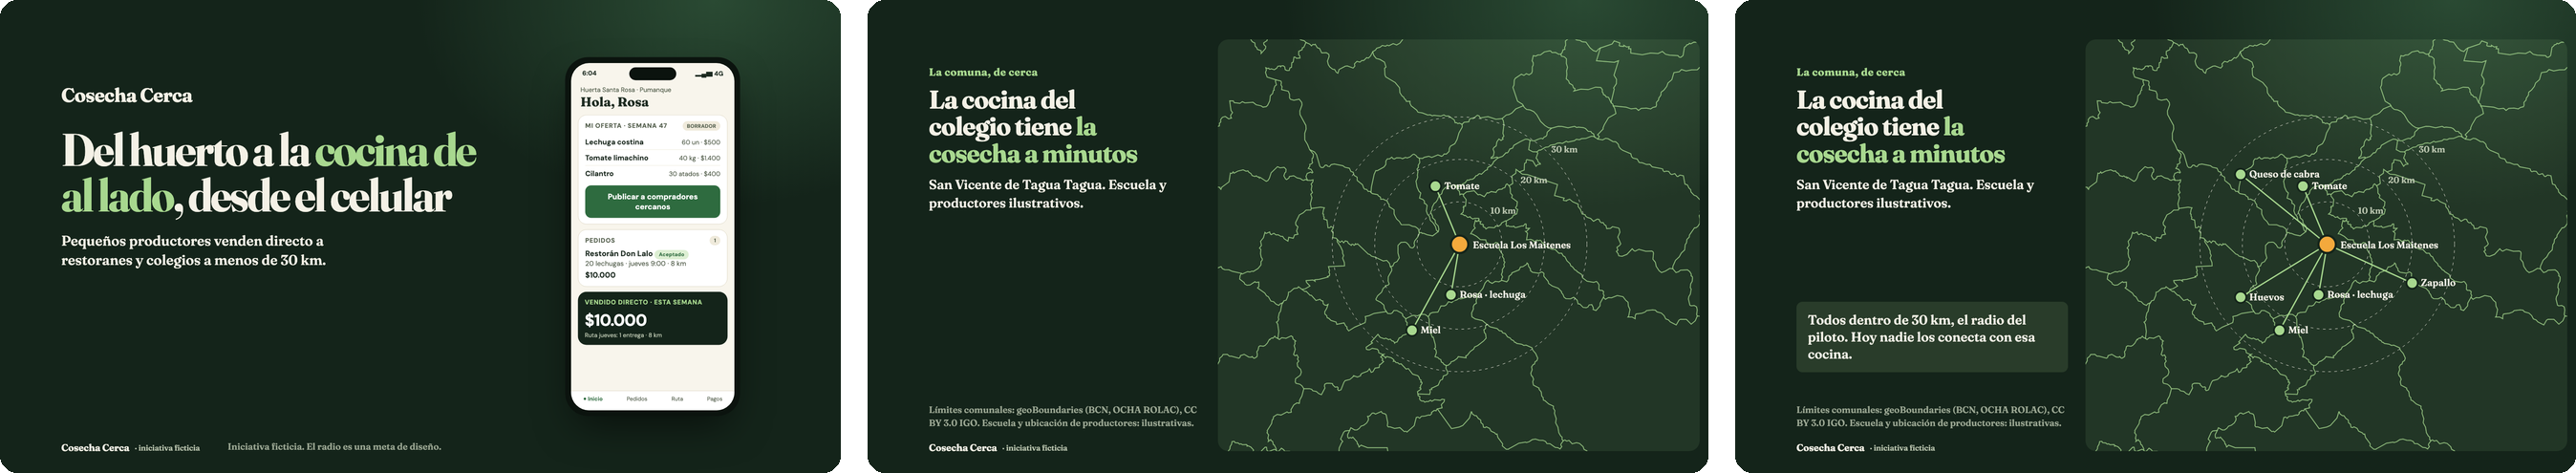 Cosecha Cerca
Del huerto a la cocina de
al lado, desde el celular
Pequeños productores venden directo a
restoranes y colegios a menos de 30 km.
6:04
4G
Huerta Santa Rosa · Pumanque
Hola, Rosa
MI OFERTA · SEMANA 47
BORRADOR
Lechuga costina
60 un · $500
Tomate limachino
40 kg · $1.400
Cilantro
30 atados · $400
Publicar a compradores
cercanos
PEDIDOS
1
Restorán Don Lalo
Aceptado
20 lechugas · jueves 9:00 · 8 km
$10.000
VENDIDO DIRECTO · ESTA SEMANA
$10.000
Ruta jueves: 1 entrega · 8 km
Inicio
Pedidos
Ruta
Pagos
Cosecha Cerca · iniciativa ficticia
Iniciativa ficticia. El radio es una meta de diseño.
La comuna, de cerca
La cocina del
colegio tiene la
cosecha a minutos
San Vicente de Tagua Tagua. Escuela y
productores ilustrativos.
30 km
20 km
10 km
Tomate
Escuela Los Maitenes
Rosa · lechuga
Miel
Límites comunales: geoBoundaries (BCN, OCHA ROLAC), CC
BY 3.0 IGO. Escuela y ubicación de productores: ilustrativas.
Cosecha Cerca · iniciativa ficticia
La comuna, de cerca
La cocina del
colegio tiene la
cosecha a minutos
San Vicente de Tagua Tagua. Escuela y
productores ilustrativos.
30 km
20 km
10 km
Queso de cabra
Tomate
Escuela Los Maitenes
Zapallo
Huevos
Rosa · lechuga
Miel
Todos dentro de 30 km, el radio del
piloto. Hoy nadie los conecta con esa
cocina.
Límites comunales: geoBoundaries (BCN, OCHA ROLAC), CC
BY 3.0 IGO. Escuela y ubicación de productores: ilustrativas.
Cosecha Cerca · iniciativa ficticia